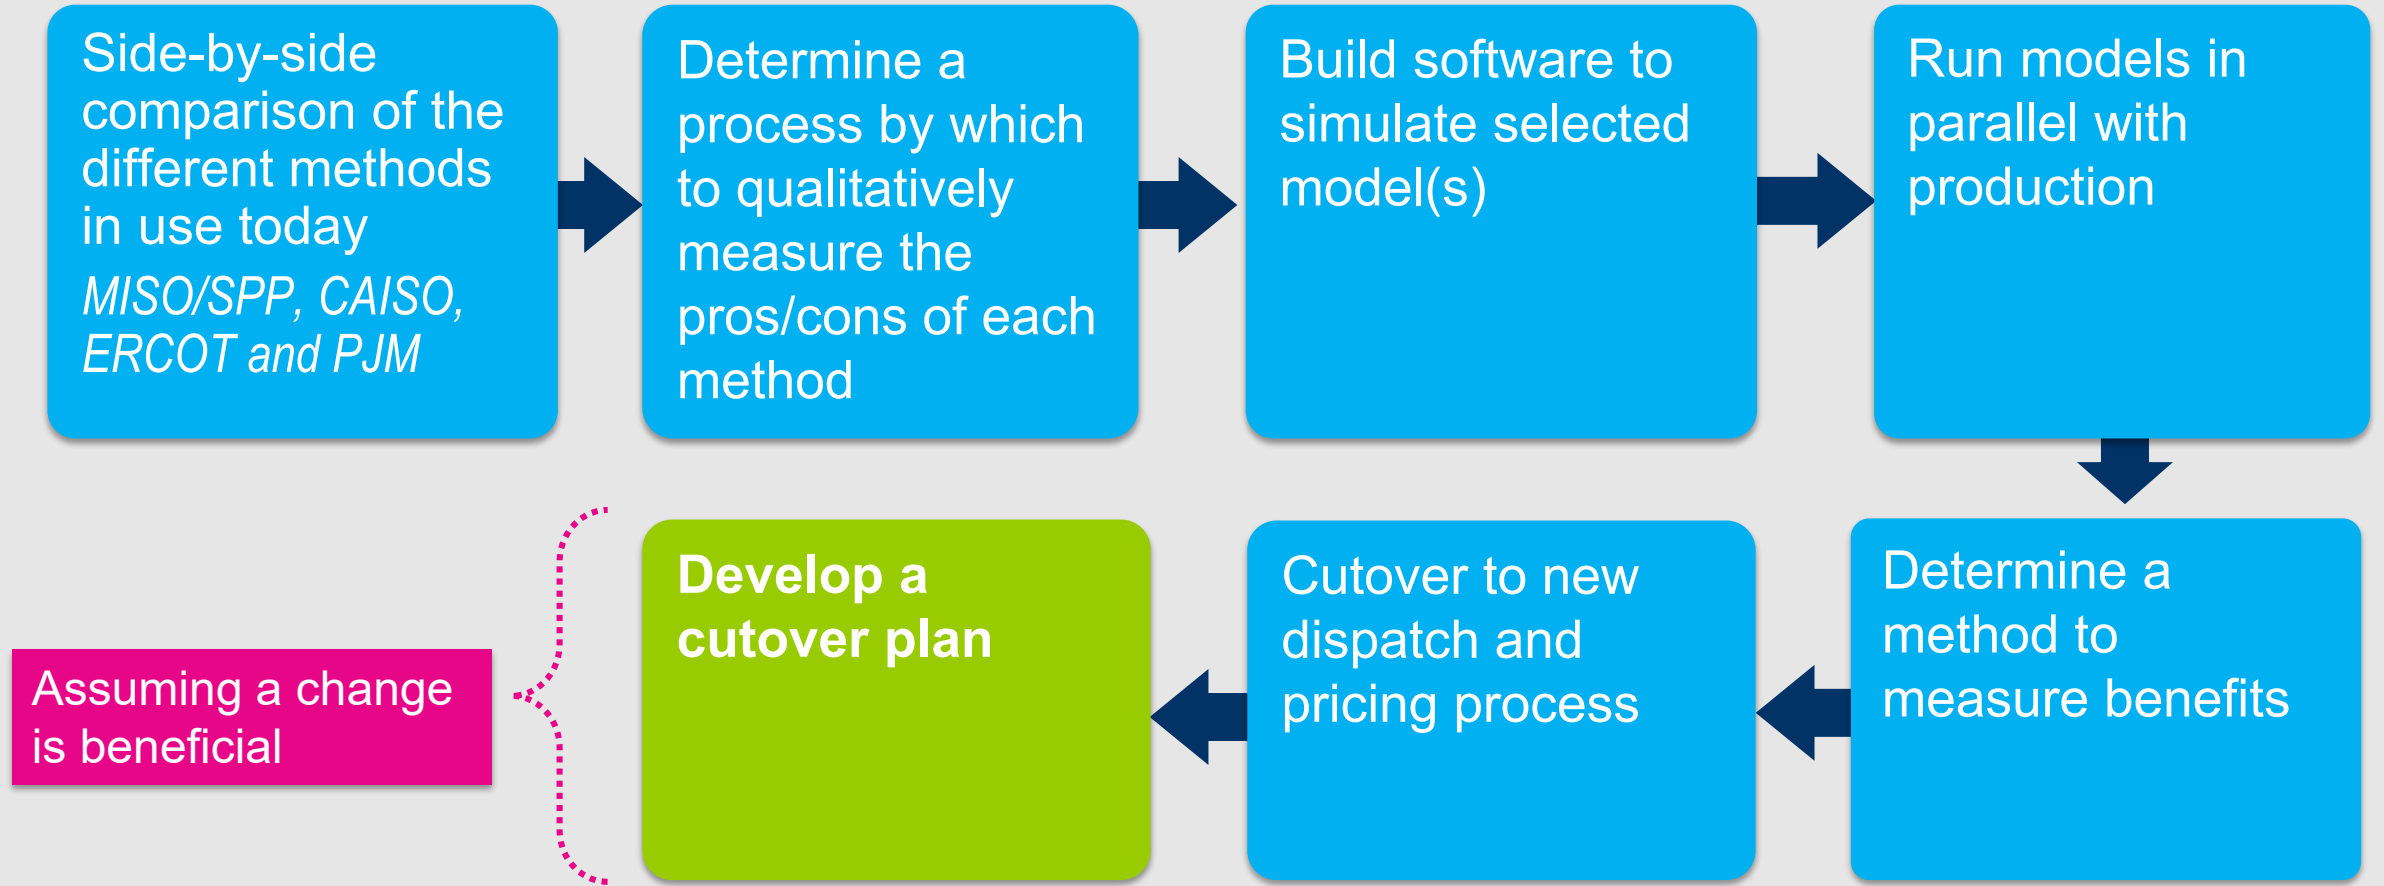 Side-by-side
comparison of the
different methods
in use today
MISO/SPP, CAISO,
ERCOT and PJM
Determine a
process by which
to qualitatively
measure the
pros/cons of each
method
Build software to
simulate selected
model(s)
Run models in
parallel with
production
Determine a
method to
measure benefits
Cutover to new
dispatch and
pricing process
Develop a
cutover plan
Assuming a change
is beneficial